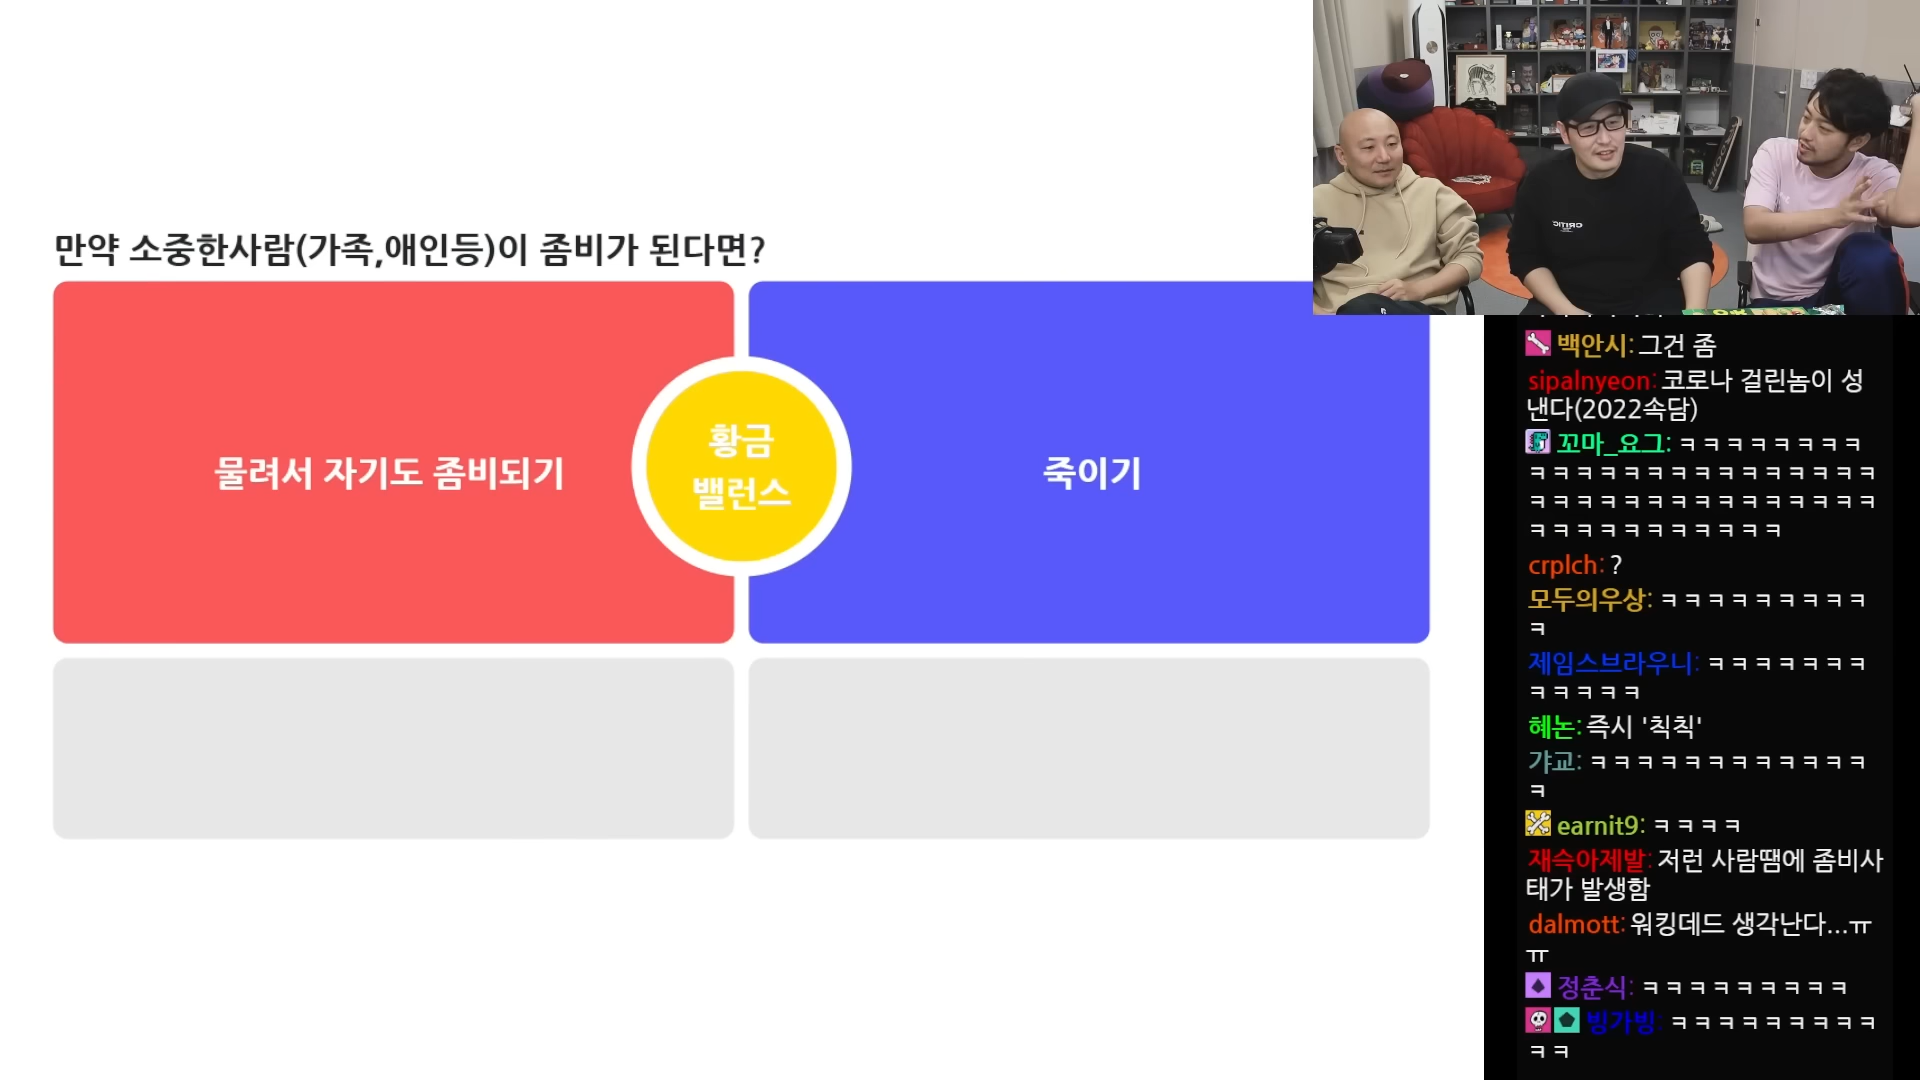 만약 소중한사람(가족,애인등)이 좀비가 된다면?
물려서 자기도 좀비되기
황금
밸런스
죽이기
백안시: 그건 좀
sipalnyeon: 코로나 걸린놈이 성
낸다(2022속담)
꼬마_요그: ㅋㅋㅋㅋㅋㅋㅋㅋ
ㅋㅋㅋㅋㅋㅋㅋㅋㅋㅋㅋㅋㅋㅋㅋ
ㅋㅋㅋㅋㅋㅋㅋㅋㅋㅋㅋㅋㅋㅋㅋ
ㅋㅋㅋㅋㅋㅋㅋㅋㅋㅋㅋ
crplch: ?
모두의우상: ㅋㅋㅋㅋㅋㅋㅋㅋㅋ
ㅋ
제임스브라우니: ㅋㅋㅋㅋㅋㅋㅋ
ㅋㅋㅋㅋㅋ
혜논: 즉시 '칙칙'
갸교: ㅋㅋㅋㅋㅋㅋㅋㅋㅋㅋㅋㅋ
ㅋ
earnit9: ㅋㅋㅋㅋ
재슥아제발: 저런 사람땜에 좀비사
태가 발생함
dalmott: 워킹데드 생각난다...ㅠ
ㅠ
정춘식: ㅋㅋㅋㅋㅋㅋㅋㅋㅋ
빙가빙: ㅋㅋㅋㅋㅋㅋㅋㅋㅋ
ㅋㅋ